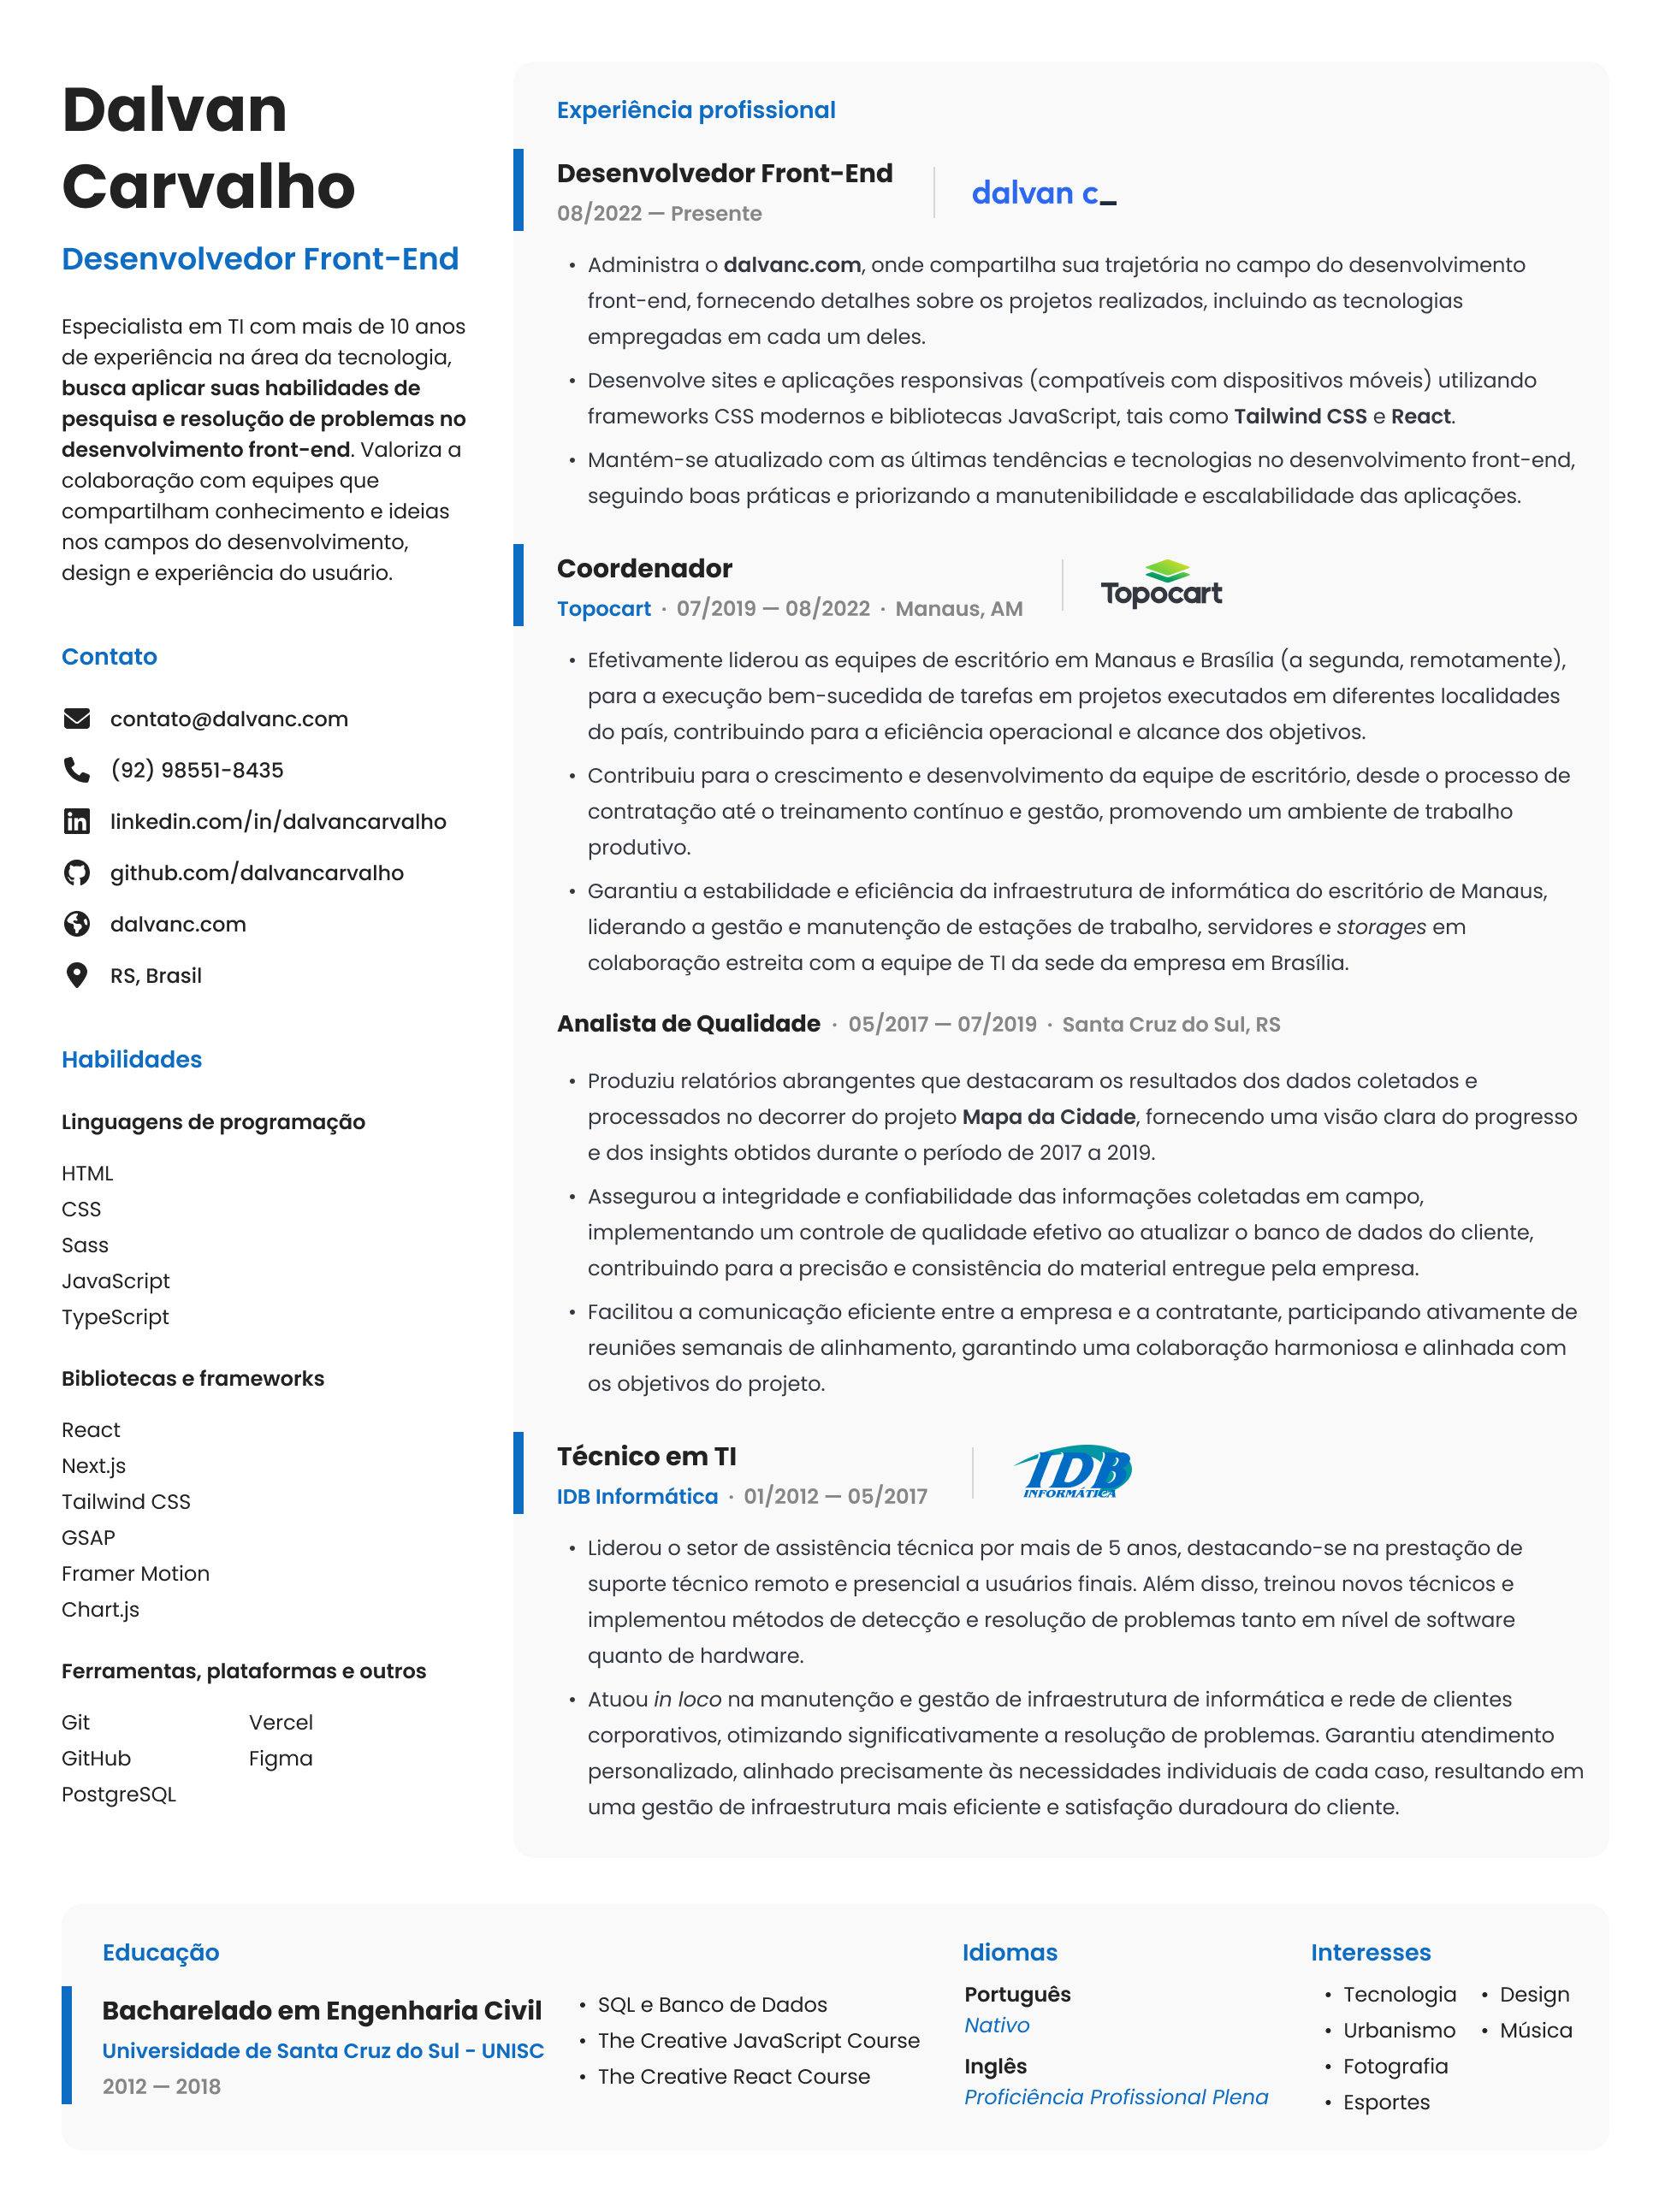 Dalvan
Carvalho
Desenvolvedor Front-End
Especialista em TI com mais de 10 anos
de experiência na área da tecnologia,
busca aplicar suas habilidades de
pesquisa e resolução de problemas no
desenvolvimento front-end. Valoriza a
colaboração com equipes que
compartilham conhecimento e ideias
nos campos do desenvolvimento,
design e experiência do usuário.
Contato
contato@dalvanc.com
(92) 98551-8435
linkedin.com/in/dalvancarvalho
github.com/dalvancarvalho
dalvanc.com
RS, Brasil
Habilidades
Linguagens de programação
HTML
CSS
Sass
JavaScript
TypeScript
Bibliotecas e frameworks
React
Next.js
Tailwind CSS
GSAP
Framer Motion
Chart.js
Ferramentas, plataformas e outros
Git
GitHub
PostgreSQL
Vercel
Figma
Experiência profissional
Desenvolvedor Front-End
08/2022 — Presente
dalvan c_
• Administra o dalvanc.com, onde compartilha sua trajetória no campo do desenvolvimento
front-end, fornecendo detalhes sobre os projetos realizados, incluindo as tecnologias
empregadas em cada um deles.
• Desenvolve sites e aplicações responsivas (compatíveis com dispositivos móveis) utilizando
frameworks CSS modernos e bibliotecas JavaScript, tais como Tailwind CSS e React.
• Mantém-se atualizado com as últimas tendências e tecnologias no desenvolvimento front-end,
seguindo boas práticas e priorizando a manutenibilidade e escalabilidade das aplicações.
Coordenador
Topocart · 07/2019 — 08/2022 · Manaus, AM
Topocart
• Efetivamente liderou as equipes de escritório em Manaus e Brasília (a segunda, remotamente),
para a execução bem-sucedida de tarefas em projetos executados em diferentes localidades
do país, contribuindo para a eficiência operacional e alcance dos objetivos.
• Contribuiu para o crescimento e desenvolvimento da equipe de escritório, desde o processo de
contratação até o treinamento contínuo e gestão, promovendo um ambiente de trabalho
produtivo.
• Garantiu a estabilidade e eficiência da infraestrutura de informática do escritório de Manaus,
liderando a gestão e manutenção de estações de trabalho, servidores e storages em
colaboração estreita com a equipe de TI da sede da empresa em Brasília.
Analista de Qualidade · 05/2017 — 07/2019 · Santa Cruz do Sul, RS
• Produziu relatórios abrangentes que destacaram os resultados dos dados coletados e
processados no decorrer do projeto Mapa da Cidade, fornecendo uma visão clara do progresso
e dos insights obtidos durante o período de 2017 a 2019.
• Assegurou a integridade e confiabilidade das informações coletadas em campo,
implementando um controle de qualidade efetivo ao atualizar o banco de dados do cliente,
contribuindo para a precisão e consistência do material entregue pela empresa.
• Facilitou a comunicação eficiente entre a empresa e a contratante, participando ativamente de
reuniões semanais de alinhamento, garantindo uma colaboração harmoniosa e alinhada com
os objetivos do projeto.
Técnico em TI
IDB Informática · 01/2012 — 05/2017
IDB
INFORMÁTICA
• Liderou o setor de assistência técnica por mais de 5 anos, destacando-se na prestação de
suporte técnico remoto e presencial a usuários finais. Além disso, treinou novos técnicos e
implementou métodos de detecção e resolução de problemas tanto em nível de software
quanto de hardware.
• Atuou in loco na manutenção e gestão de infraestrutura de informática e rede de clientes
corporativos, otimizando significativamente a resolução de problemas. Garantiu atendimento
personalizado, alinhado precisamente às necessidades individuais de cada caso, resultando em
uma gestão de infraestrutura mais eficiente e satisfação duradoura do cliente.
Educação
Bacharelado em Engenharia Civil
Universidade de Santa Cruz do Sul - UNISC
2012 — 2018
• SQL e Banco de Dados
• The Creative JavaScript Course
• The Creative React Course
Idiomas
Português
Nativo
Inglês
Proficiência Profissional Plena
Interesses
• Tecnologia
• Urbanismo
• Fotografia
• Esportes
• Design
• Música